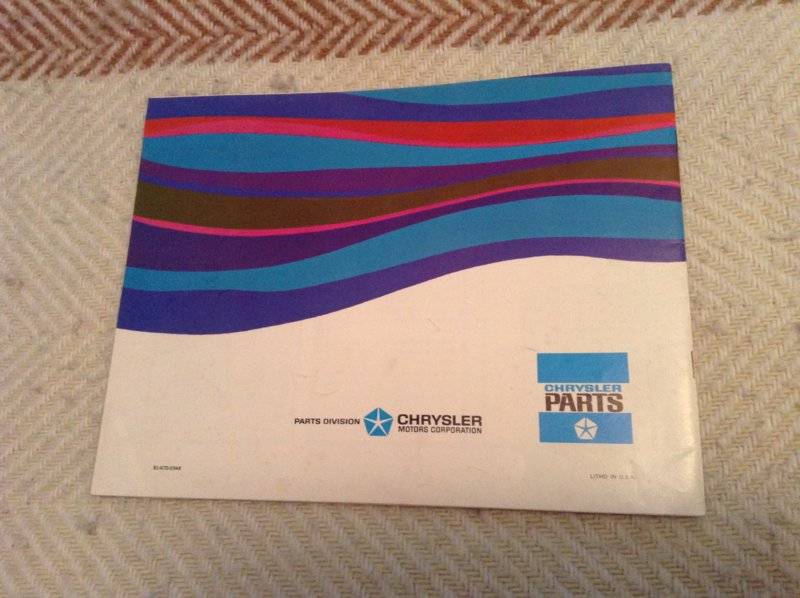 CHRYSLER
PARTS
PARTS DIVISION CHRYSLER
MOTORS CORPORATION
LITHO IN U.S.A.